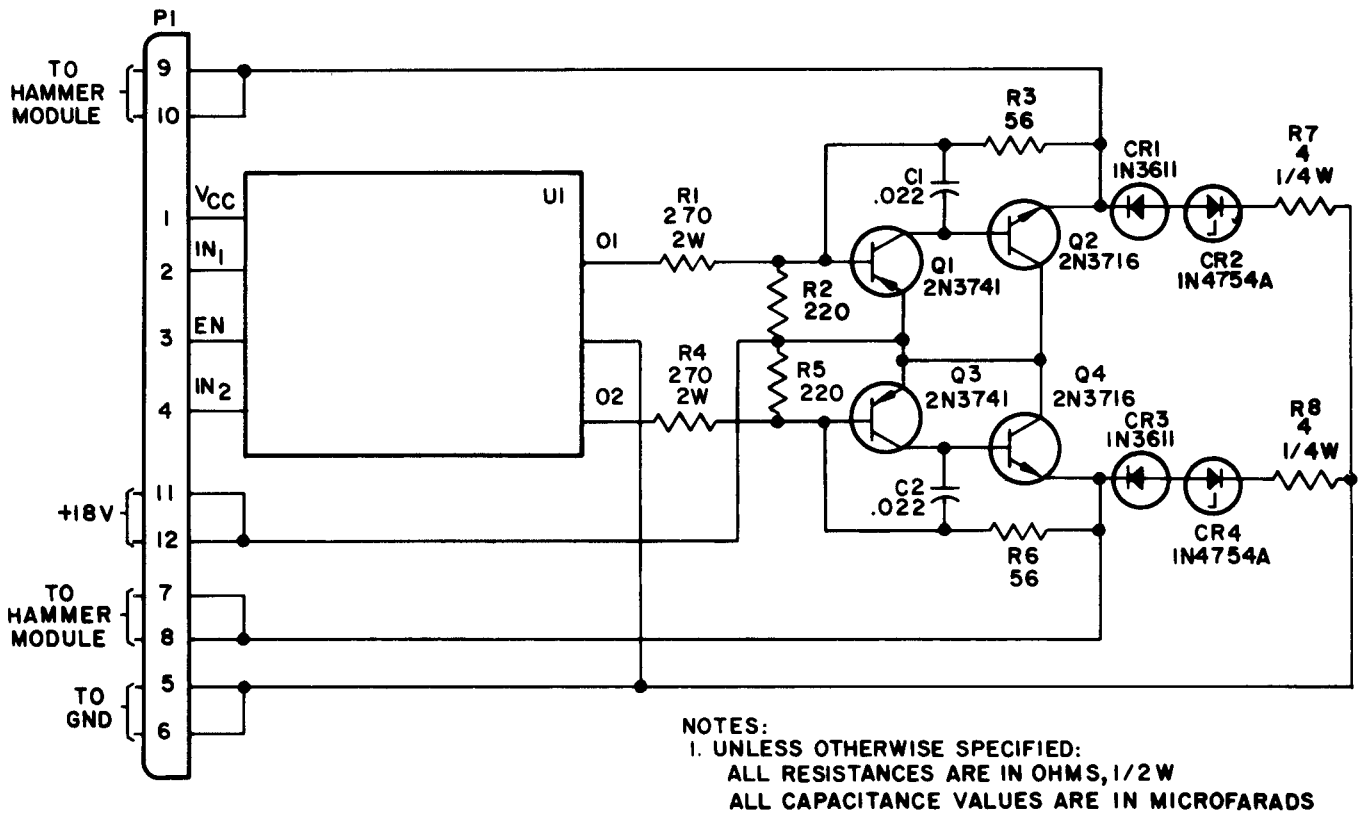 P1
TO
HAMMER
MODULE
9
10
VCC
1
IN1
2
EN
3
IN2
4
U1
O1
O2
R1
270
2W
R2
220
R4
270
2W
R5
220
R3
56
C1
.022
Q1
2N3741
Q2
2N3716
CR1
1N3611
CR2
1N4754A
R7
4
1/4W
Q3
2N3741
Q4
2N3716
CR3
1N3611
CR4
1N4754A
R8
4
1/4W
C2
.022
R6
56
+18V
11
12
TO
HAMMER
MODULE
7
8
TO
GND
5
6
NOTES:
1. UNLESS OTHERWISE SPECIFIED:
ALL RESISTANCES ARE IN OHMS, 1/2W
ALL CAPACITANCE VALUES ARE IN MICROFARADS